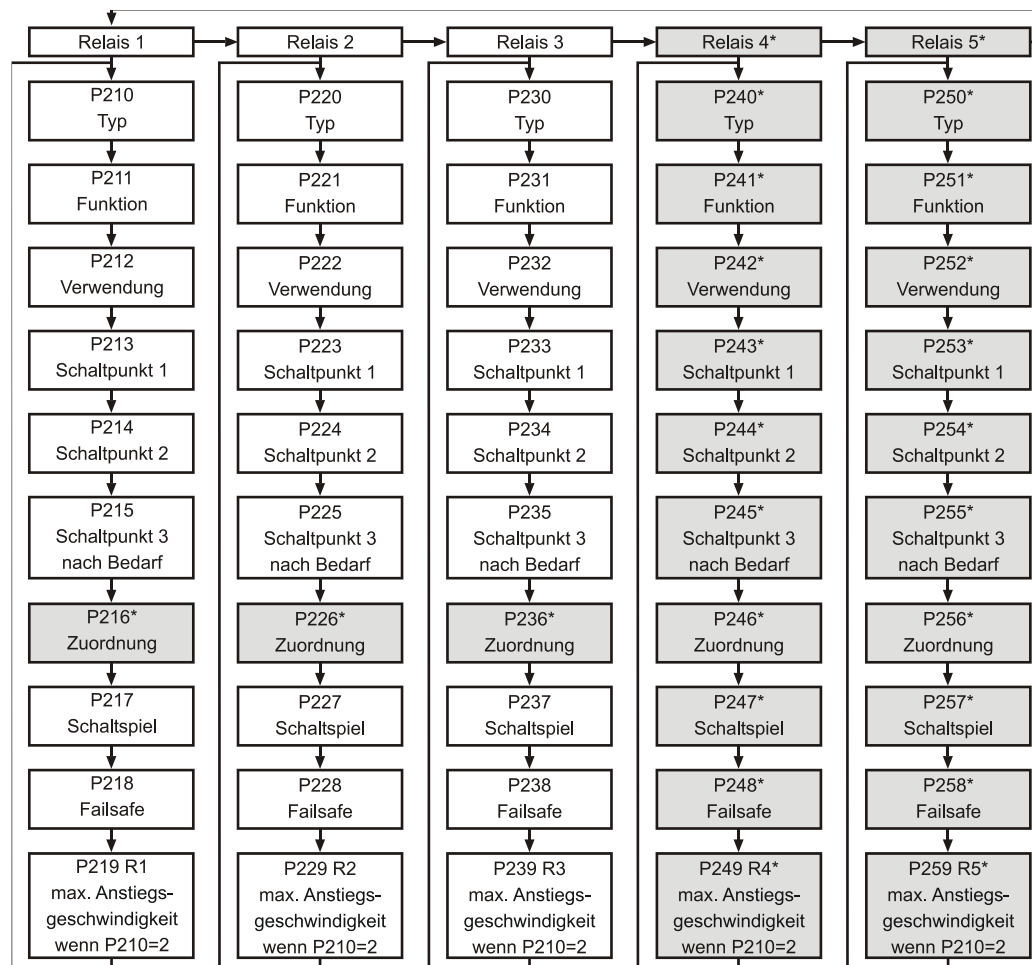 Relais 1
Relais 2
Relais 3
Relais 4*
Relais 5*
P210
Typ
P220
Typ
P230
Typ
P240*
Typ
P250*
Typ
P211
Funktion
P221
Funktion
P231
Funktion
P241*
Funktion
P251*
Funktion
P212
Verwendung
P222
Verwendung
P232
Verwendung
P242*
Verwendung
P252*
Verwendung
P213
Schaltpunkt 1
P223
Schaltpunkt 1
P233
Schaltpunkt 1
P243*
Schaltpunkt 1
P253*
Schaltpunkt 1
P214
Schaltpunkt 2
P224
Schaltpunkt 2
P234
Schaltpunkt 2
P244*
Schaltpunkt 2
P254*
Schaltpunkt 2
P215
Schaltpunkt 3
nach Bedarf
P225
Schaltpunkt 3
nach Bedarf
P235
Schaltpunkt 3
nach Bedarf
P245*
Schaltpunkt 3
nach Bedarf
P255*
Schaltpunkt 3
nach Bedarf
P216*
Zuordnung
P226*
Zuordnung
P236*
Zuordnung
P246*
Zuordnung
P256*
Zuordnung
P217
Schaltspiel
P227
Schaltspiel
P237
Schaltspiel
P247*
Schaltspiel
P257*
Schaltspiel
P218
Failsafe
P228
Failsafe
P238
Failsafe
P248*
Failsafe
P258*
Failsafe
P219 R1
max. Anstiegs-
geschwindigkeit
wenn P210=2
P229 R2
max. Anstiegs-
geschwindigkeit
wenn P210=2
P239 R3
max. Anstiegs-
geschwindigkeit
wenn P210=2
P249 R4*
max. Anstiegs-
geschwindigkeit
wenn P210=2
P259 R5*
max. Anstiegs-
geschwindigkeit
wenn P210=2